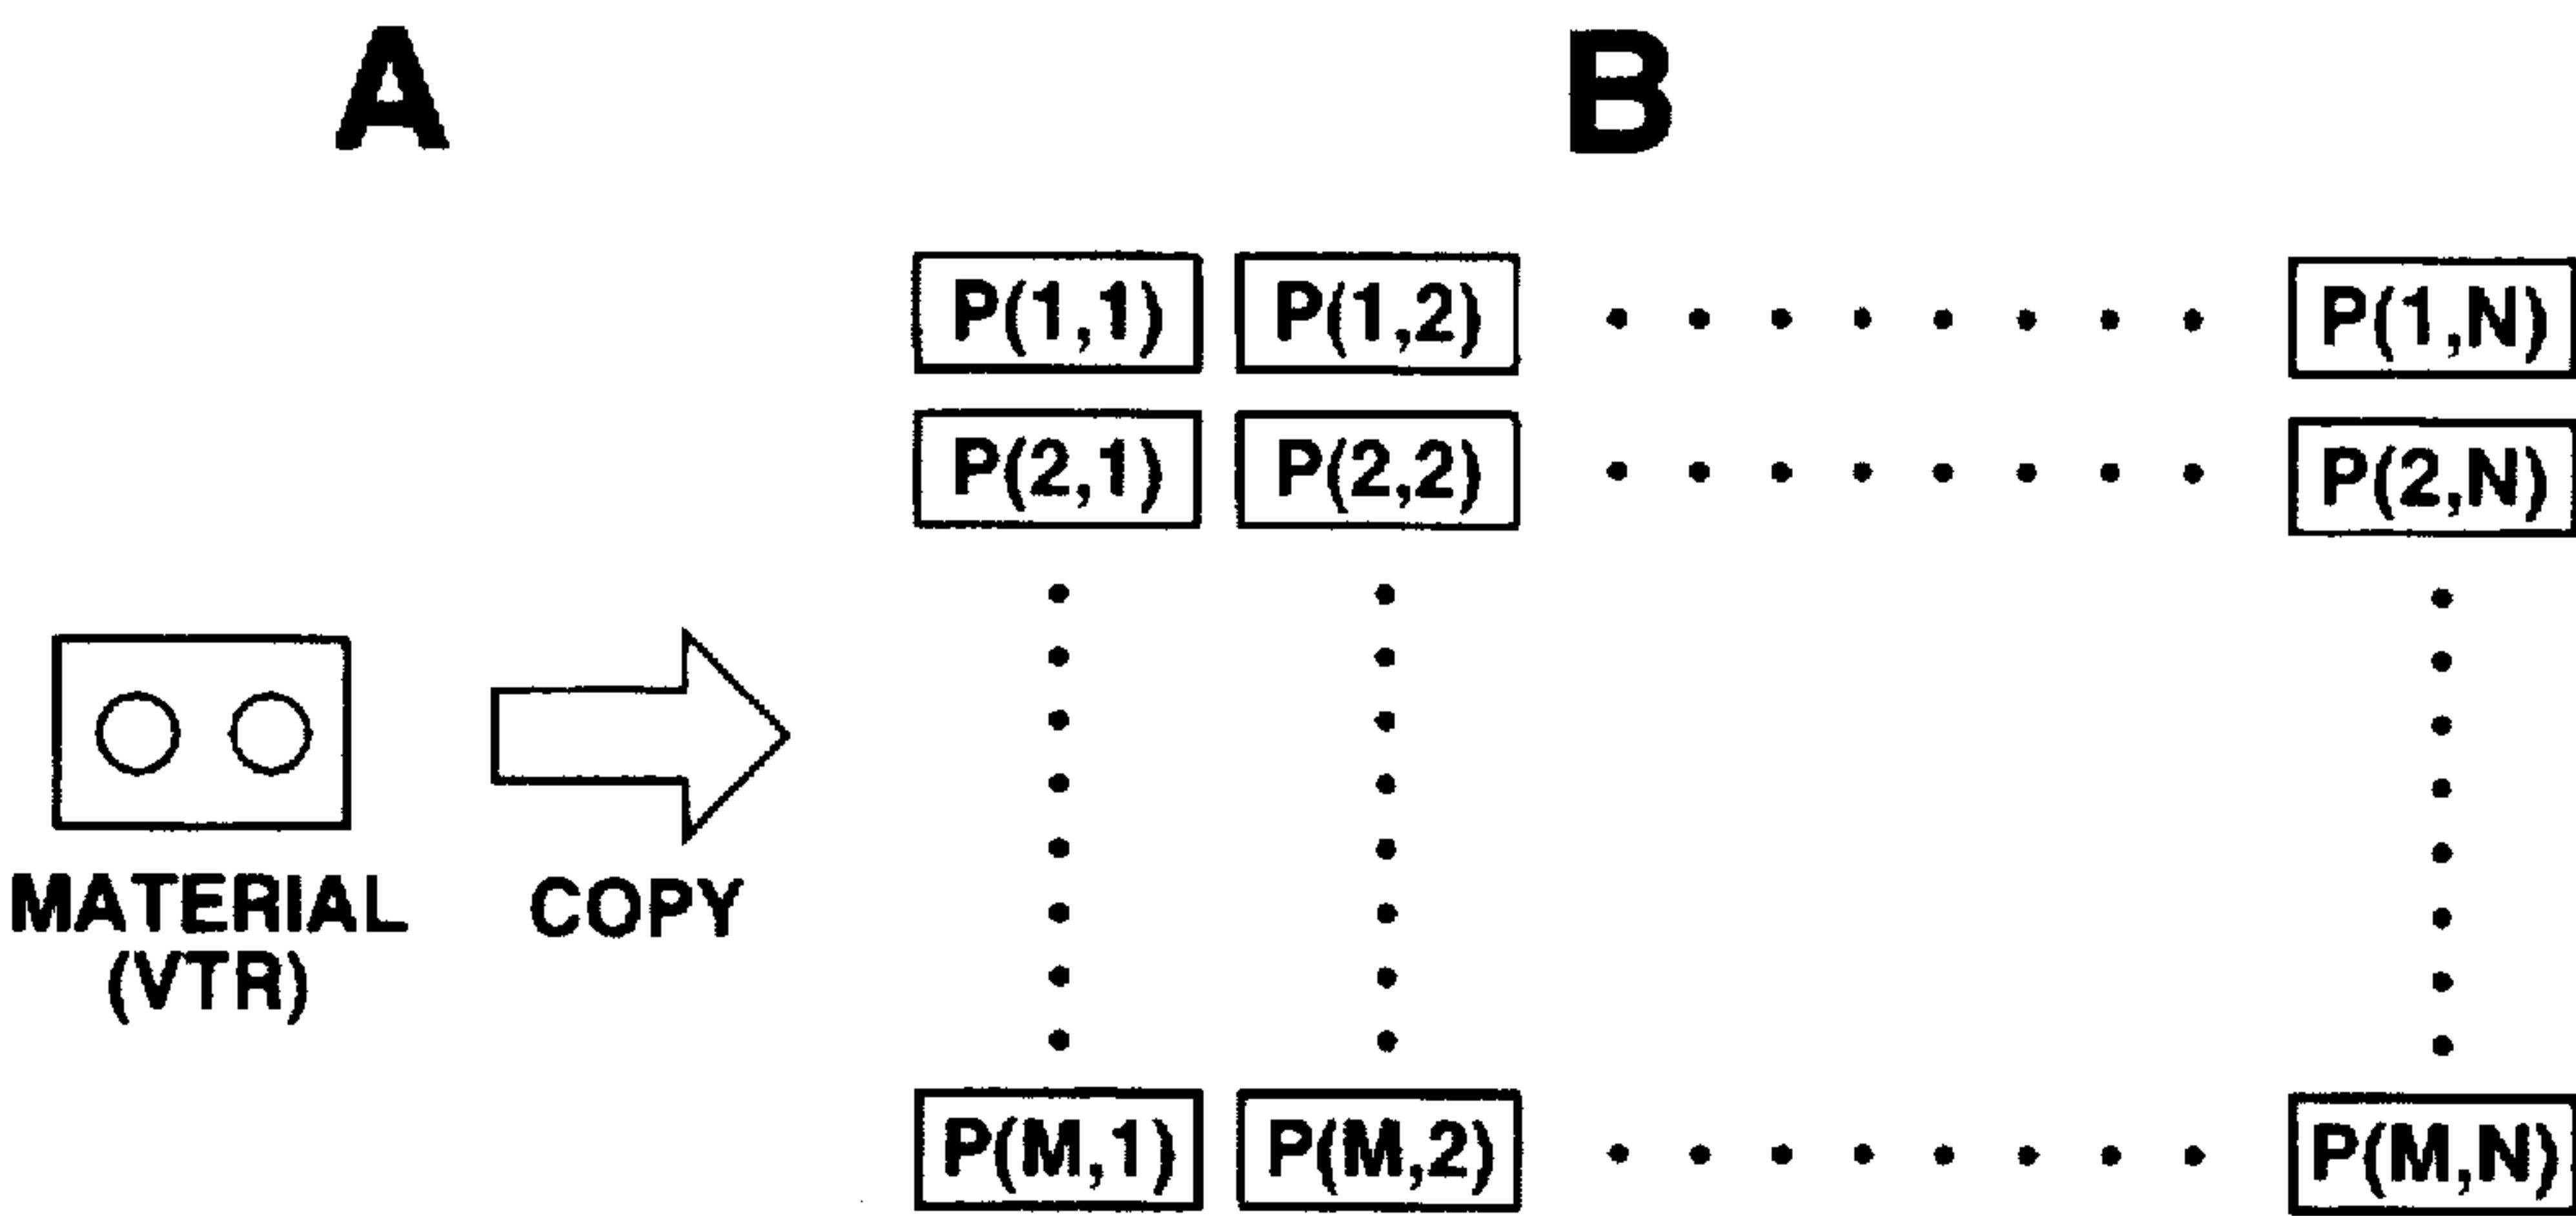 A B
P(1,1) P(1,2) P(1,N)
P(2,1) P(2,2) P(2,N)
MATERIAL
(VTR)
COPY
P(M,1) P(M,2) P(M,N)